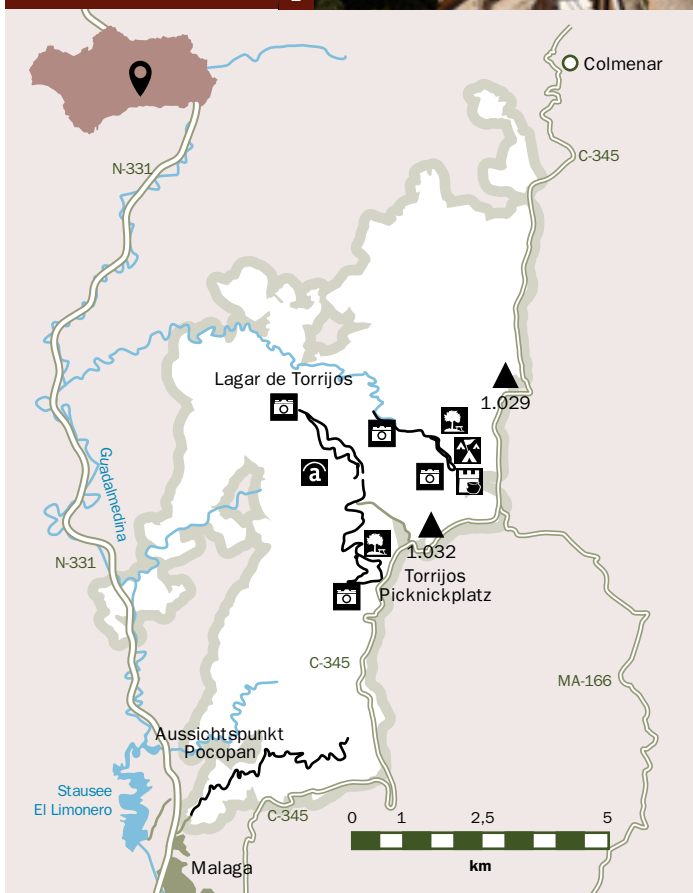 Colmenar
C-345
N-331
Lagar de Torrijos
1.029
a
Guadalmedina
1.032
N-331
Torrijos
Picknickplatz
C-345
MA-166
Aussichtspunkt
Pocopan
Stausee
El Limonero
C-345
0 1 2,5 5
km
Malaga